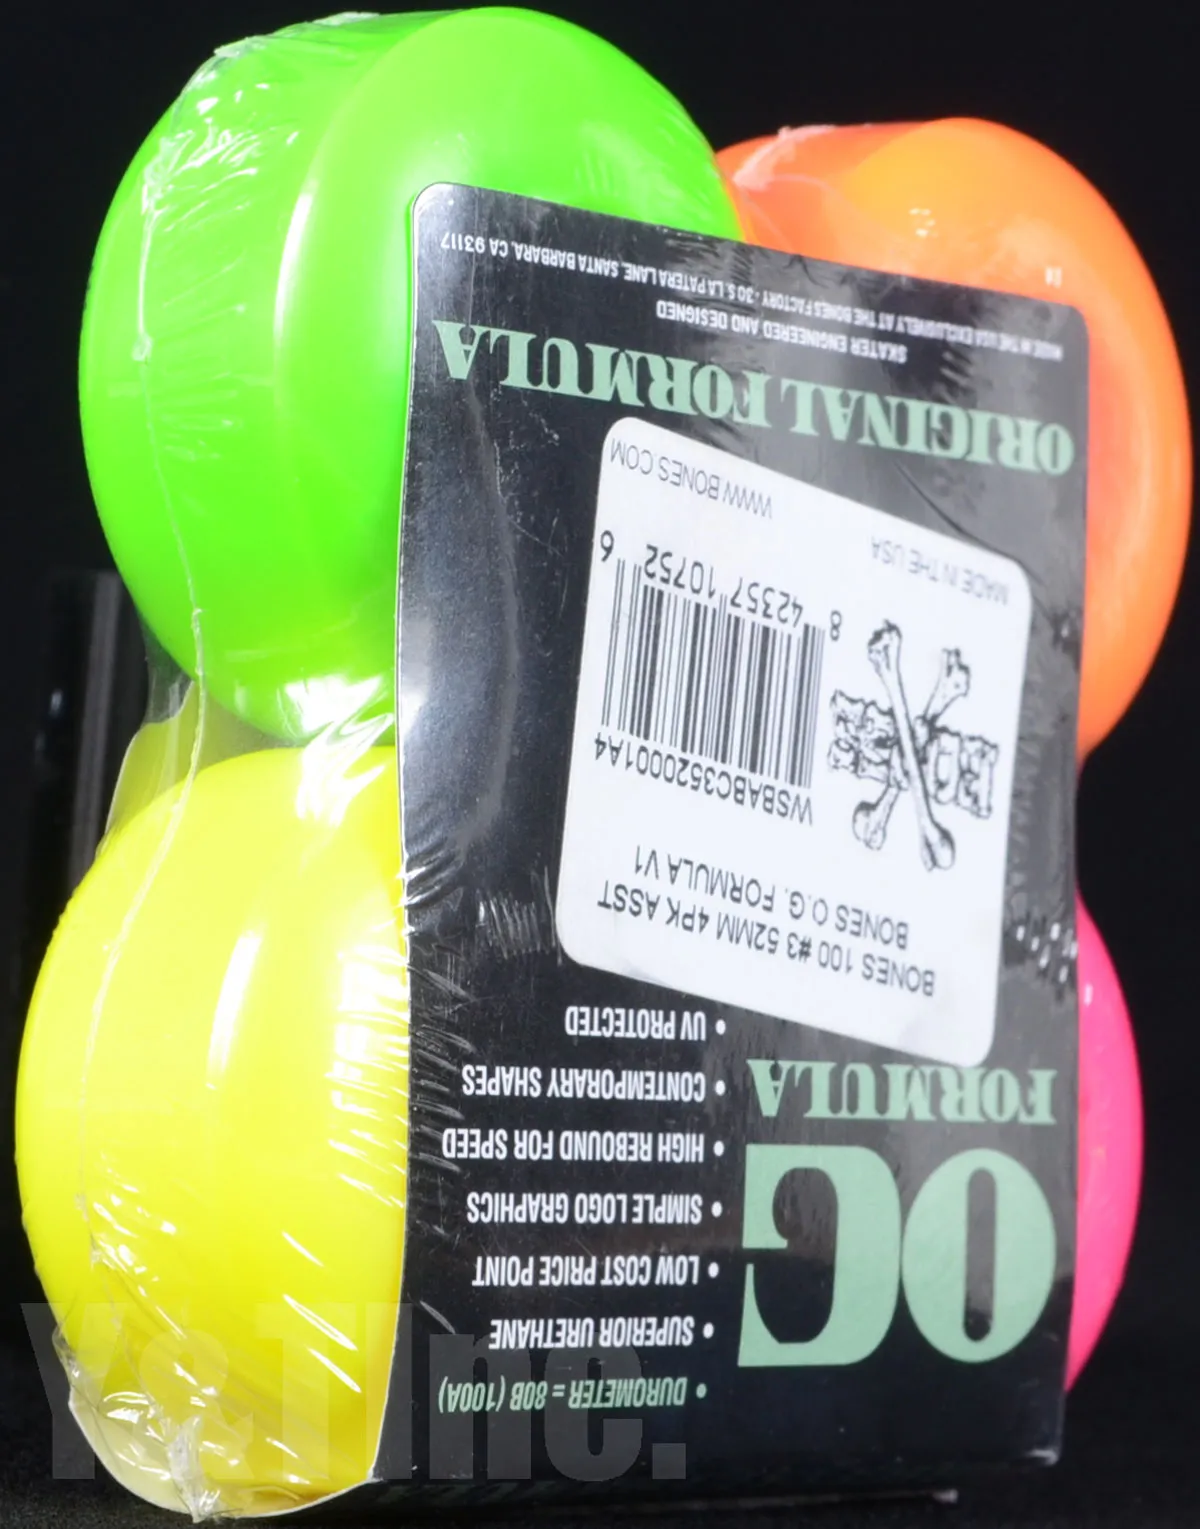 • DUROMETER = 80B (100A)
• SUPERIOR URETHANE
• LOW COST PRICE POINT
• SIMPLE LOGO GRAPHICS
• HIGH REBOUND FOR SPEED
• CONTEMPORARY SHAPES
• UV PROTECTED
OG
FORMULA
BONES 100 #3 52MM 4PK ASST
BONES O.G. FORMULA V1
WSBABC3520001A4
8 42357 10752 6
MADE IN THE USA
WWW.BONES.COM
ORIGINAL FORMULA
SKATER ENGINEERED AND DESIGNED
MADE IN THE USA EXCLUSIVELY AT THE BONES FACTORY · 30 S. LA PATERA LANE, SANTA BARBARA, CA 93117
Y&TInc.